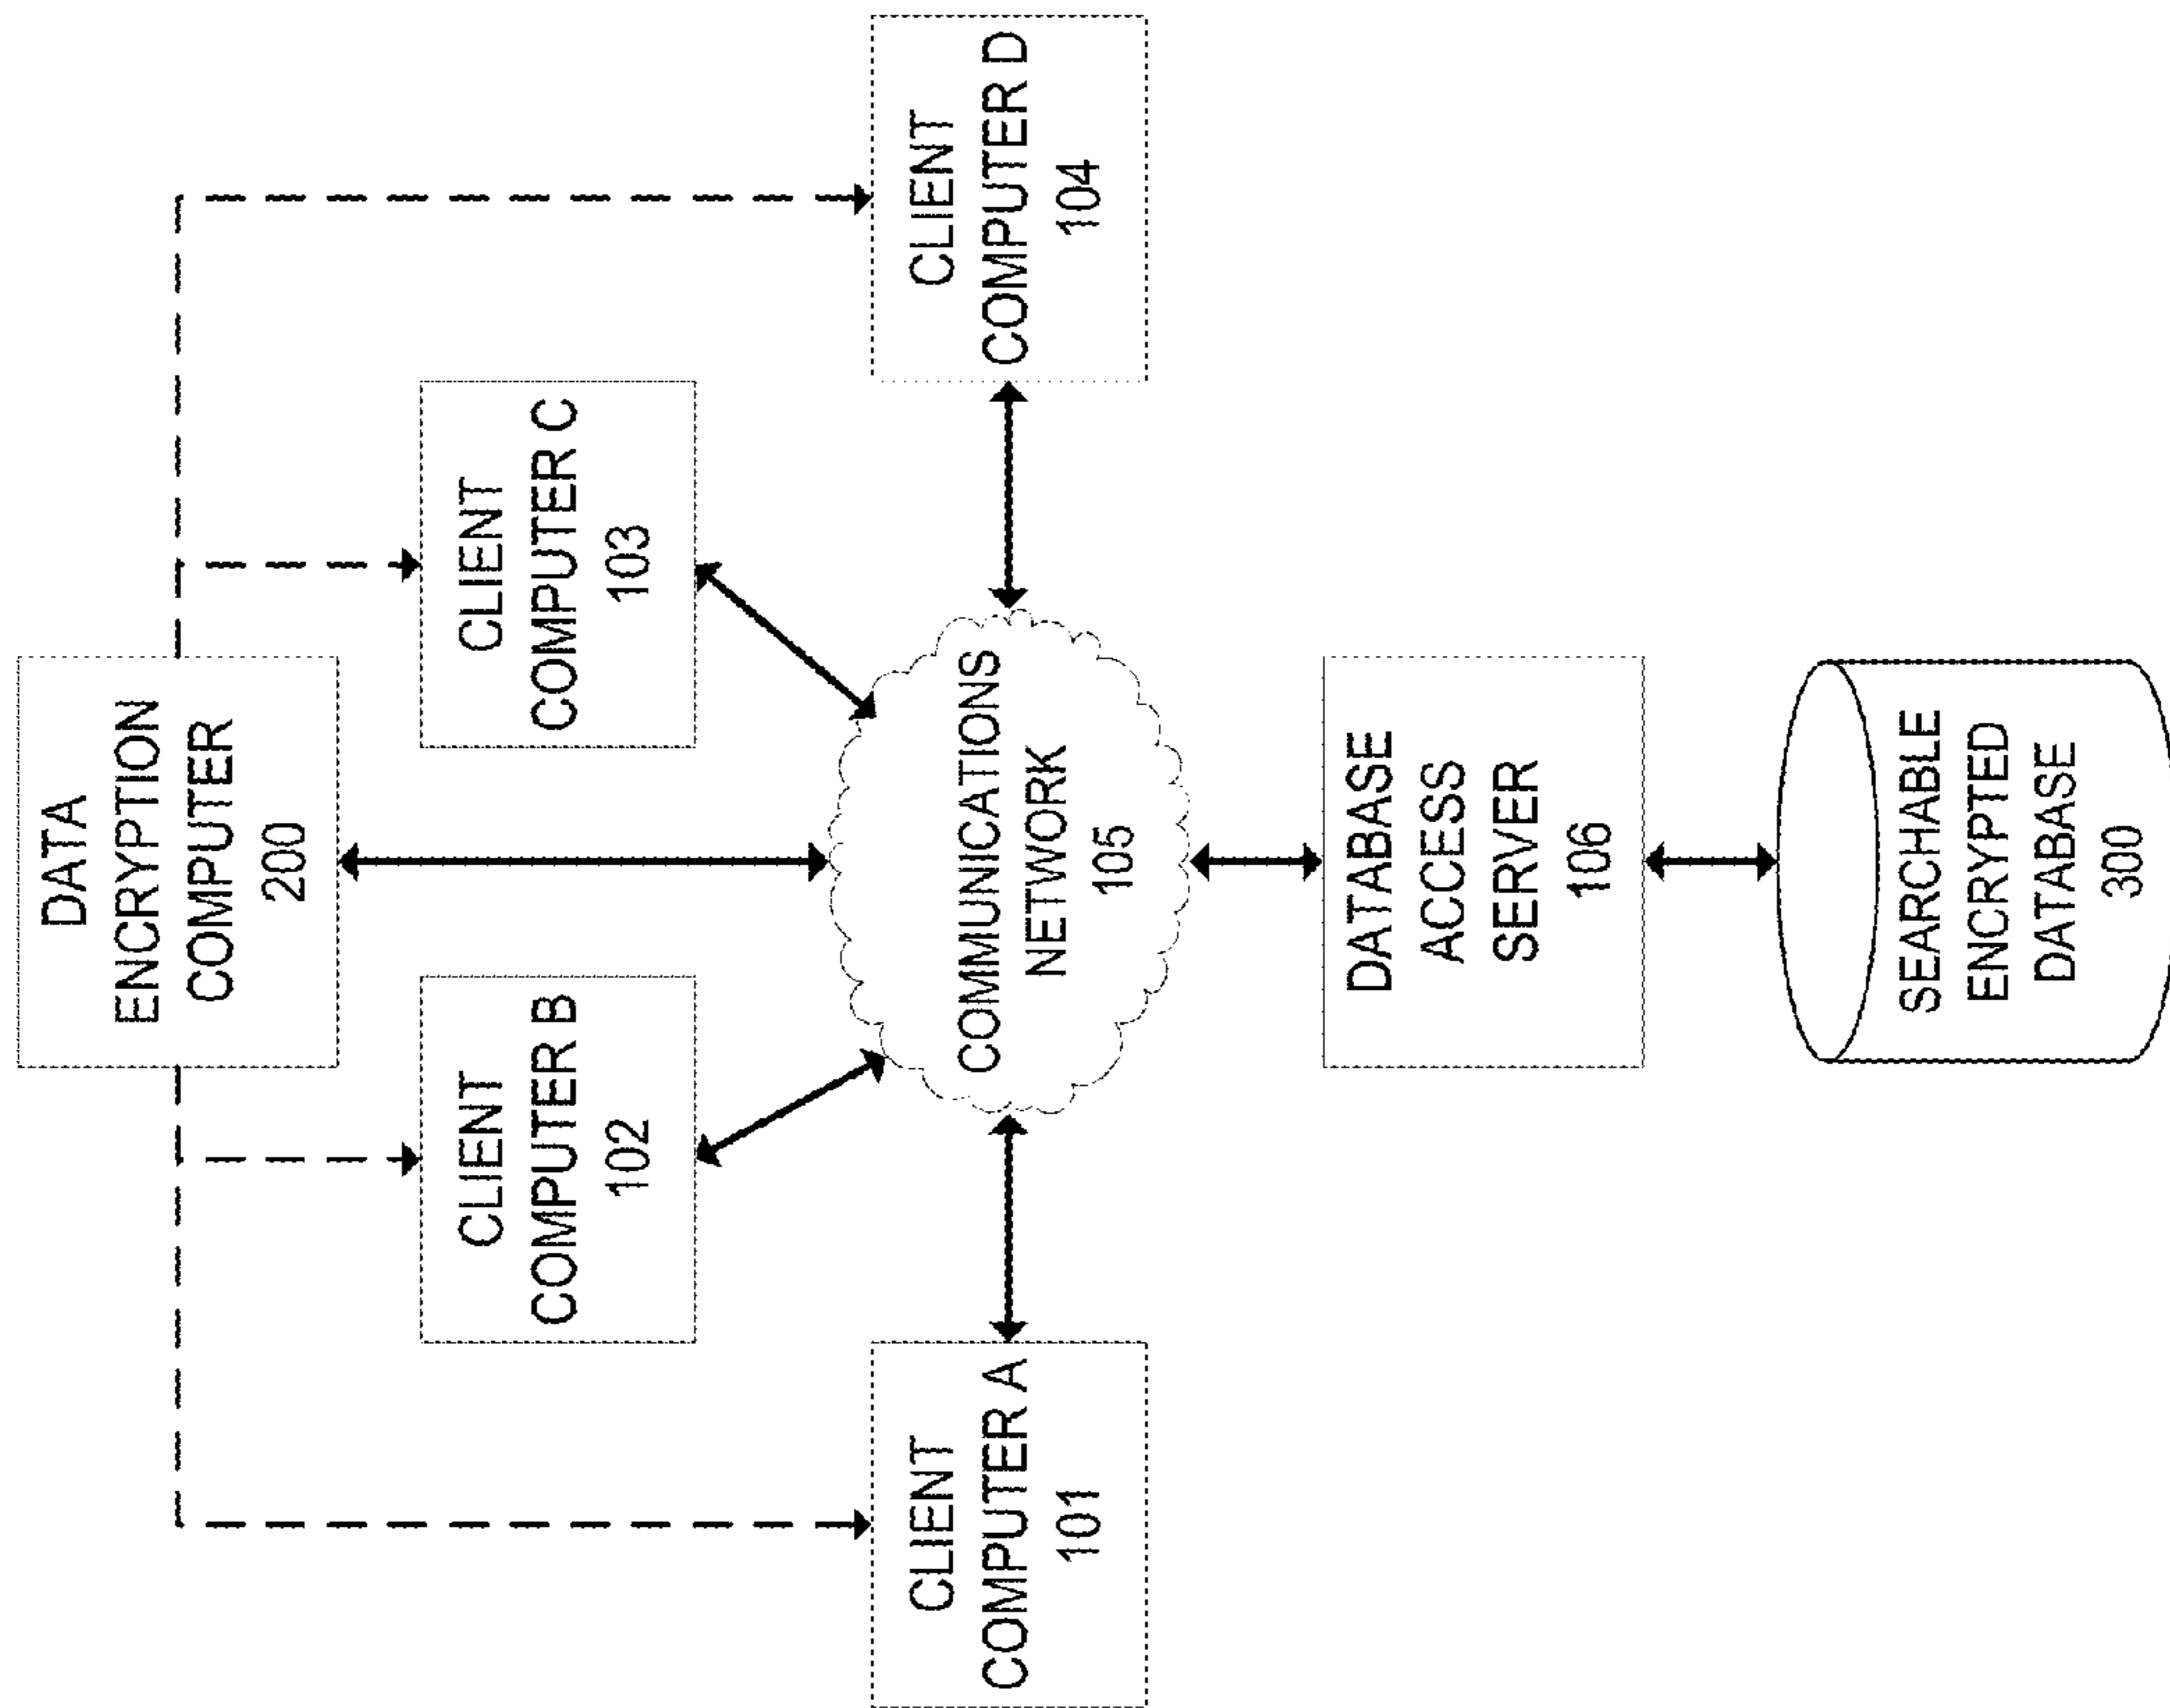 DATA
ENCRYPTION
COMPUTER
200
CLIENT
COMPUTER B
102
CLIENT
COMPUTER C
103
CLIENT
COMPUTER A
101
COMMUNICATIONS
NETWORK
105
CLIENT
COMPUTER D
104
DATABASE
ACCESS
SERVER
106
SEARCHABLE
ENCRYPTED
DATABASE
300